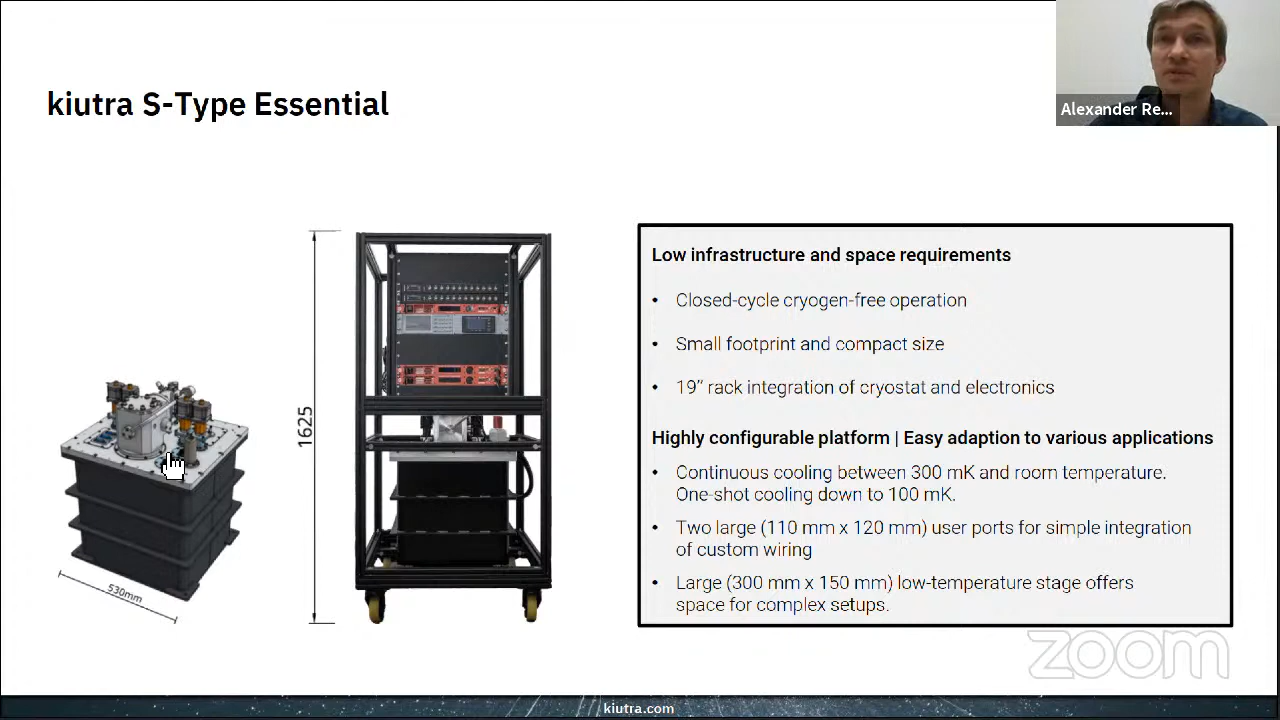 kiutra S-Type Essential
Alexander Re...
1625
530mm
Low infrastructure and space requirements
• Closed-cycle cryogen-free operation
• Small footprint and compact size
• 19” rack integration of cryostat and electronics
Highly configurable platform | Easy adaption to various applications
• Continuous cooling between 300 mK and room temperature.
One-shot cooling down to 100 mK.
• Two large (110 mm x 120 mm) user ports for simple integration
of custom wiring
• Large (300 mm x 150 mm) low-temperature stage offers
space for complex setups.
zoom
kiutra.com